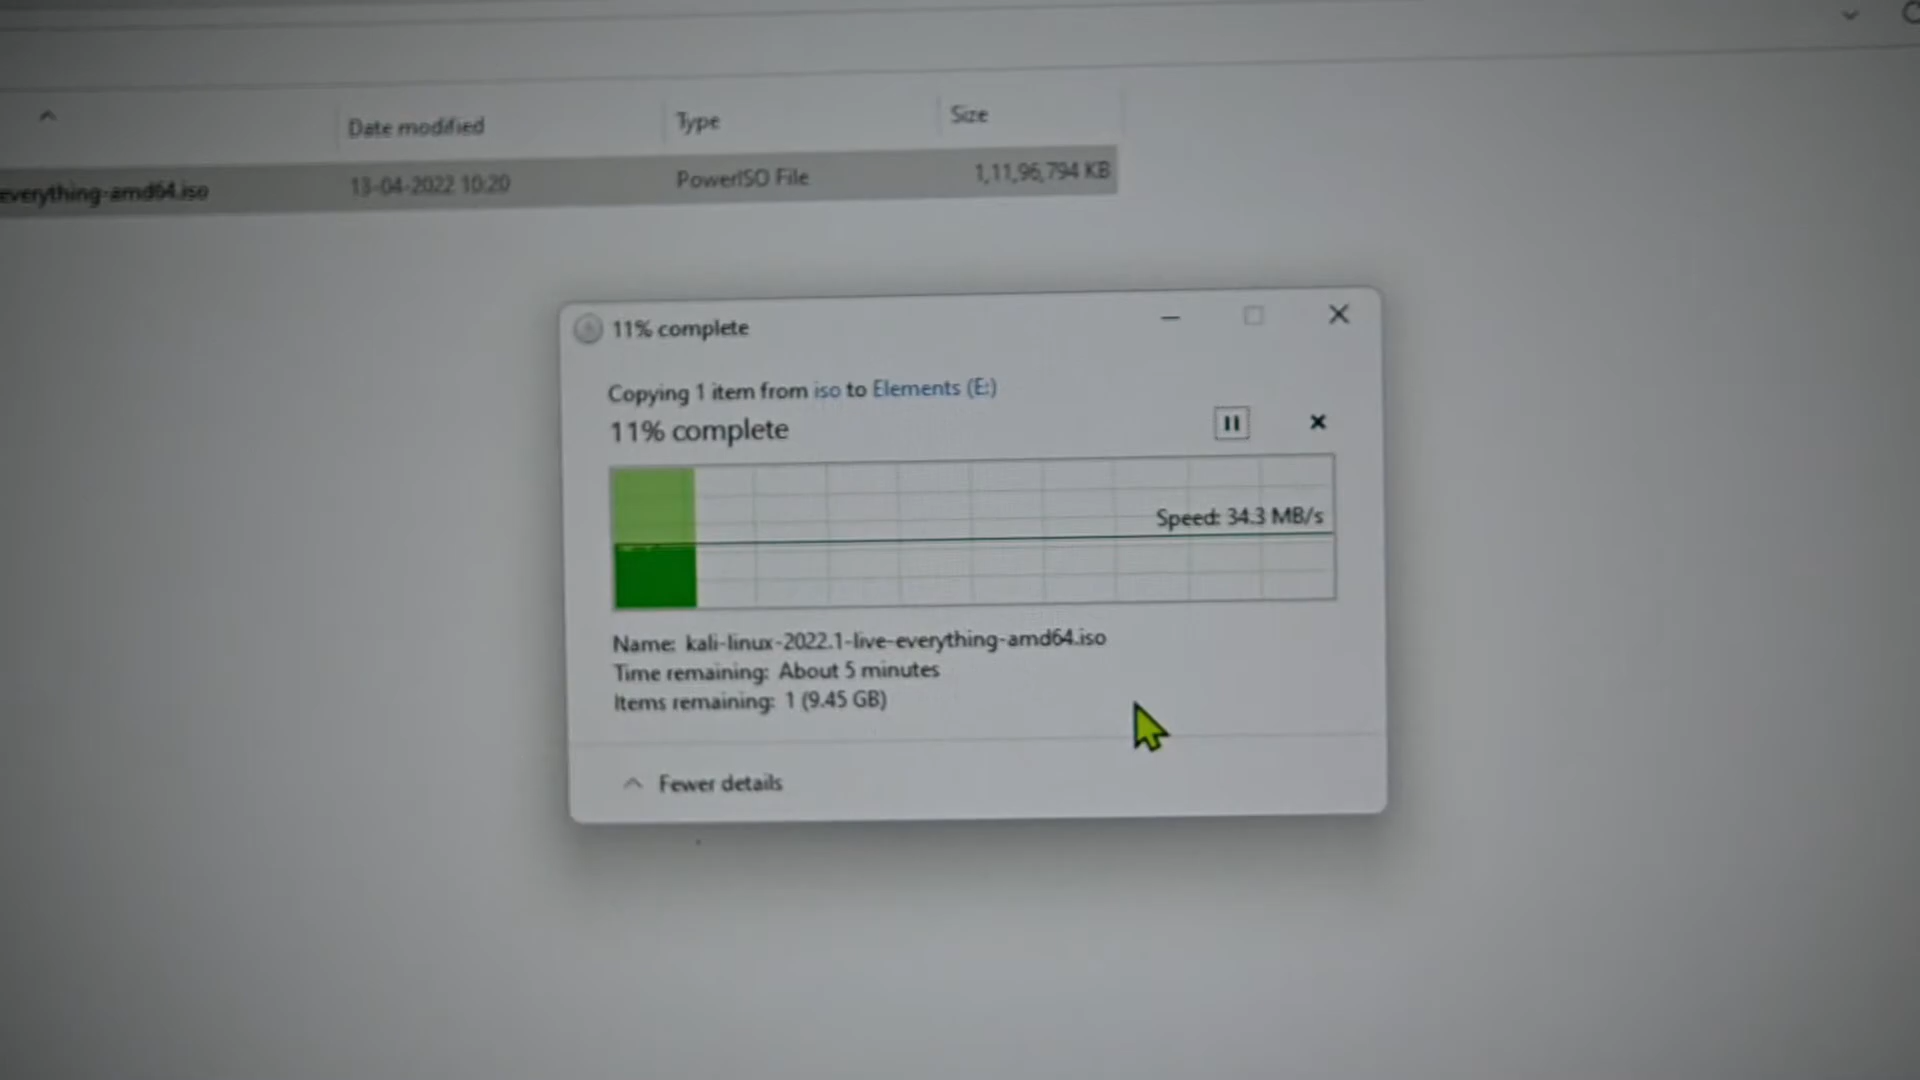 Date modified Type Size
everything-amd64.iso 13-04-2022 10:20 PowerISO File 1,11,96,794 KB
11% complete
Copying 1 item from iso to Elements (E:)
11% complete
Speed: 34.3 MB/s
Name: kali-linux-2022.1-live-everything-amd64.iso
Time remaining: About 5 minutes
Items remaining: 1 (9.45 GB)
Fewer details